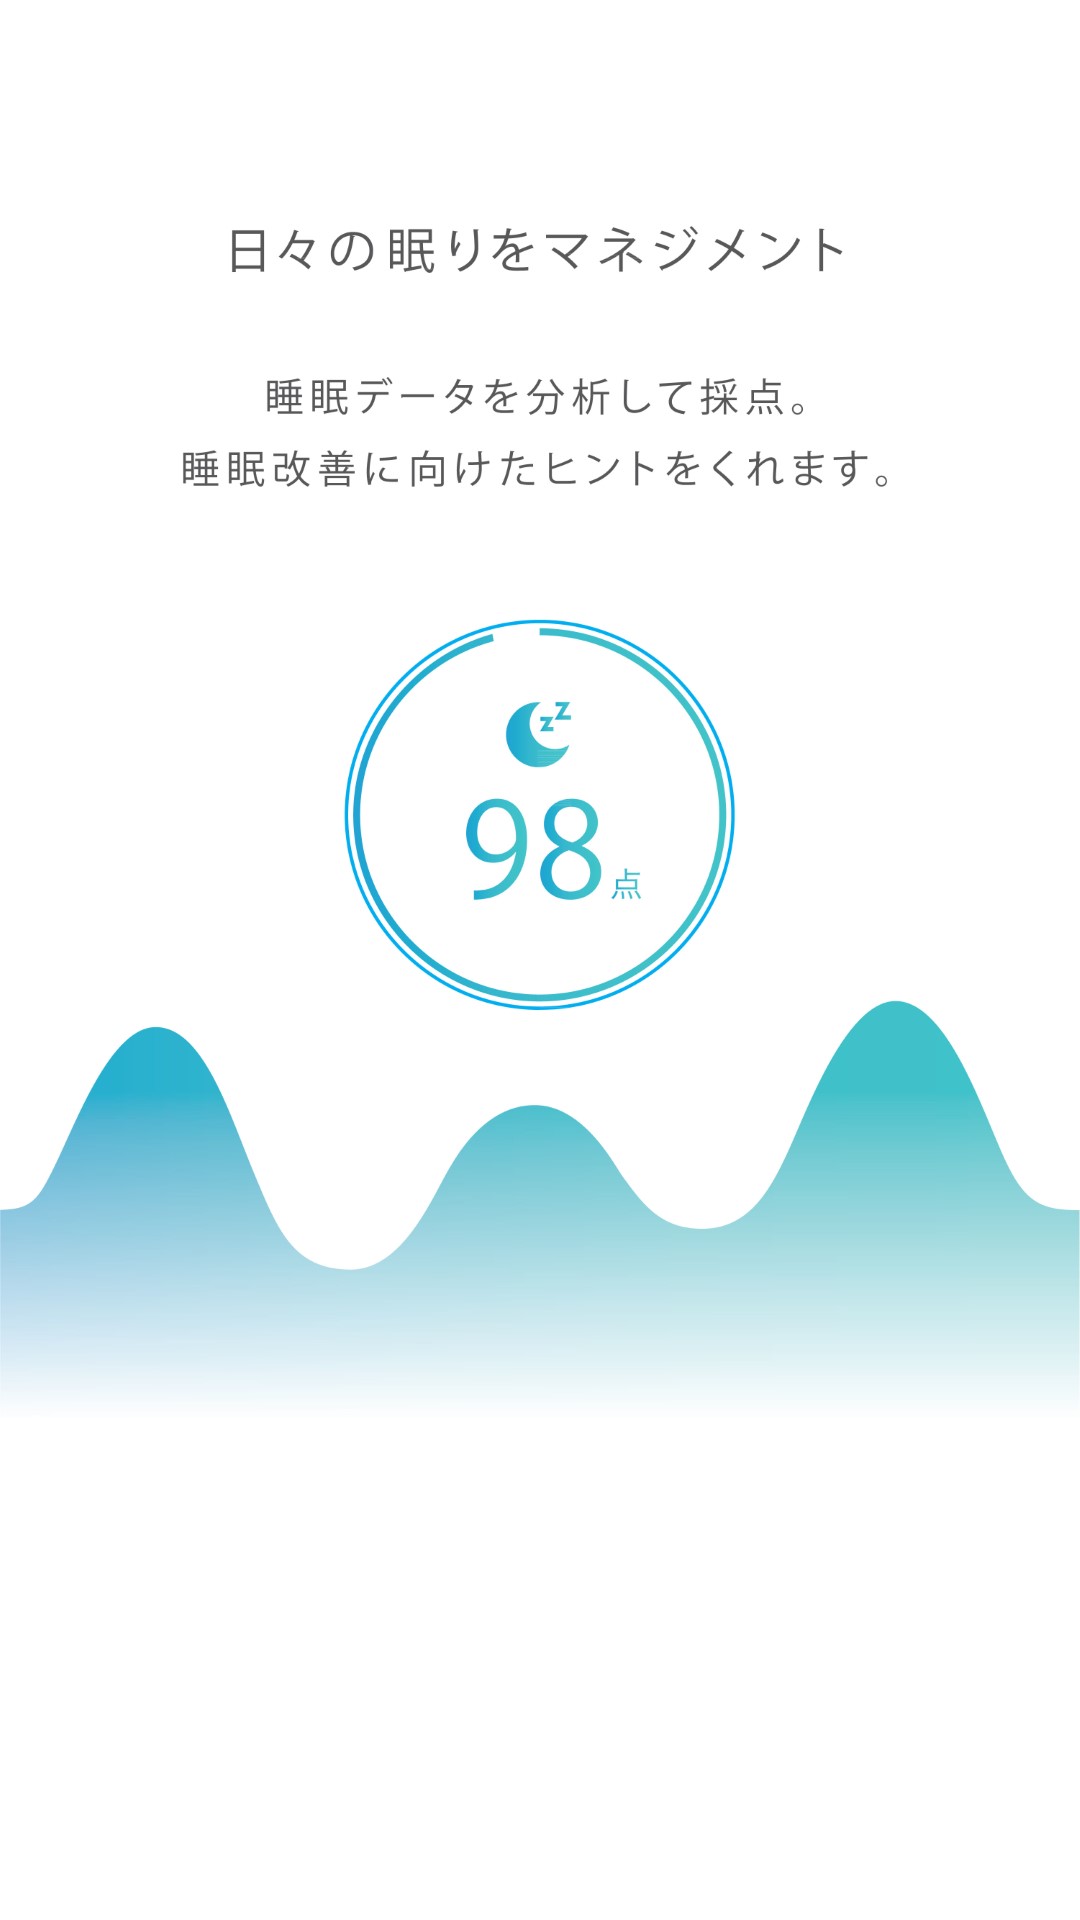 日々の眠りをマネジメント
睡眠データを分析して採点。
睡眠改善に向けたヒントをくれます。
zZ
98点